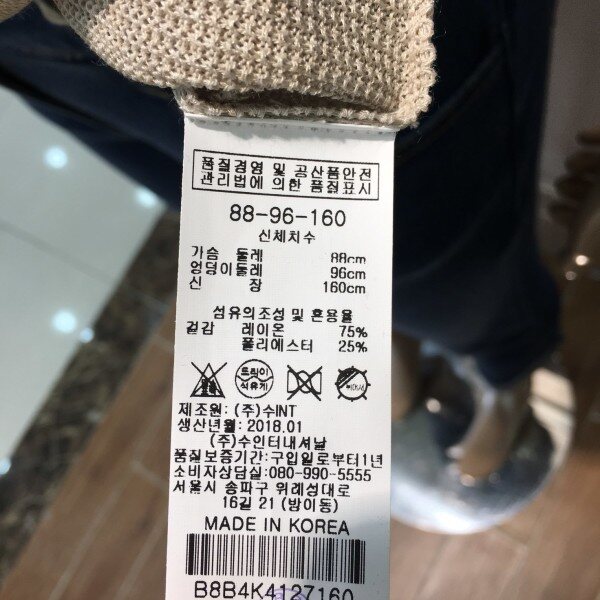 품질경영 및 공산품안전
관리법에 의한 품질표시
88-96-160
신체치수
가슴 둘레 88cm
엉덩이둘레 96cm
신 장 160cm
섬유의조성 및 혼용율
겉감 레이온 75%
폴리에스터 25%
드라이
석유계
제조원: (주)수INT
생산년월: 2018.01
(주)수인터내셔날
품질보증기간: 구입일로부터1년
소비자상담실: 080-990-5555
서울시 송파구 위례성대로
16길 21 (방이동)
MADE IN KOREA
B8B4K4127160